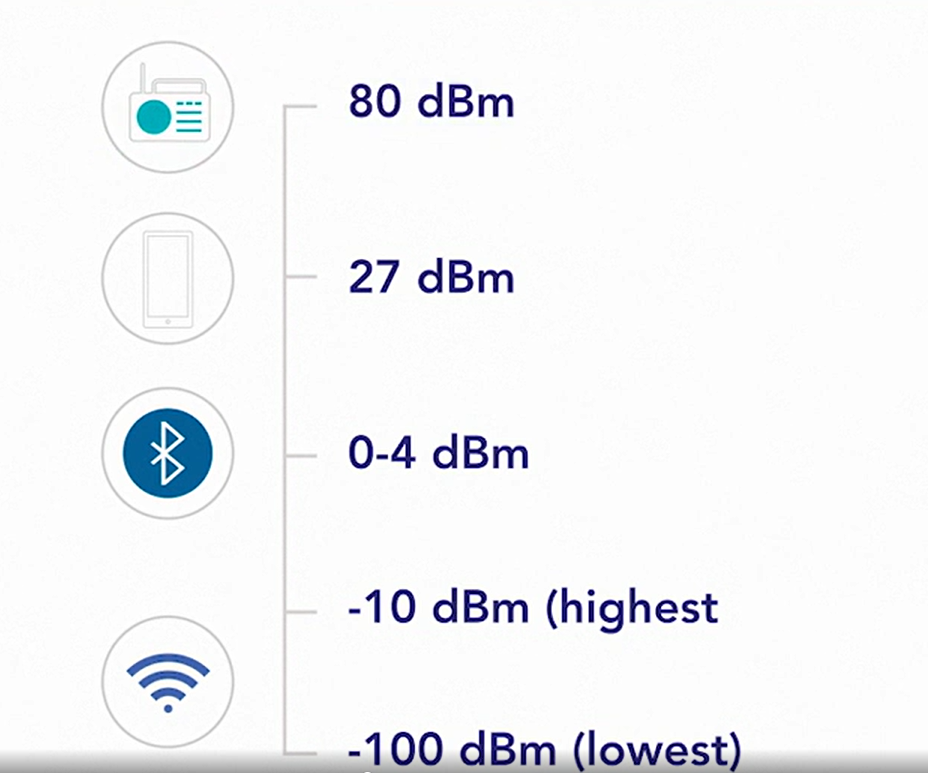 80 dBm
27 dBm
0-4 dBm
-10 dBm (highest
-100 dBm (lowest)